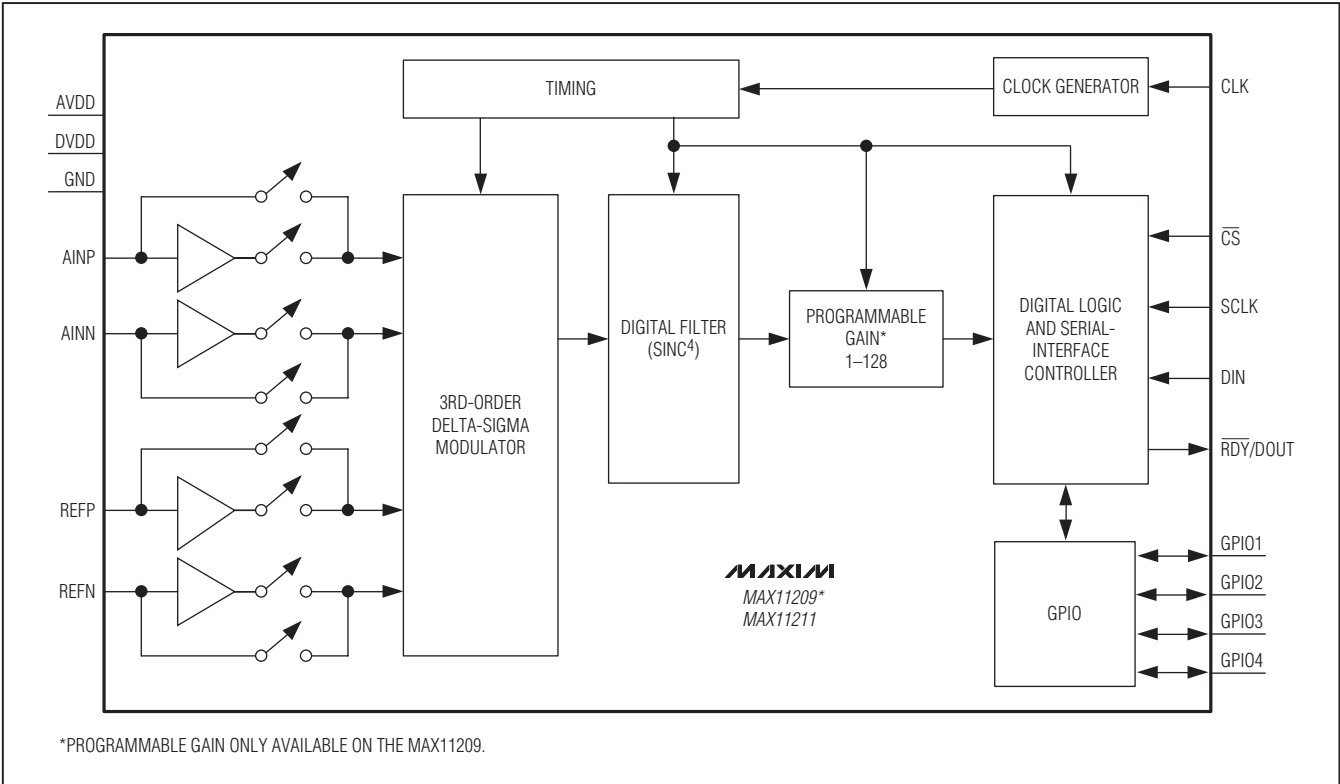 TIMING
CLOCK GENERATOR
CLK
AVDD
DVDD
GND
AINP
AINN
REFP
REFN
3RD-ORDER
DELTA-SIGMA
MODULATOR
DIGITAL FILTER
(SINC⁴)
PROGRAMMABLE
GAIN*
1–128
DIGITAL LOGIC
AND SERIAL-
INTERFACE
CONTROLLER
C̅S̅
SCLK
DIN
R̅D̅Y̅/DOUT
GPIO
GPIO1
GPIO2
GPIO3
GPIO4
MAXIM
MAX11209*
MAX11211
*PROGRAMMABLE GAIN ONLY AVAILABLE ON THE MAX11209.